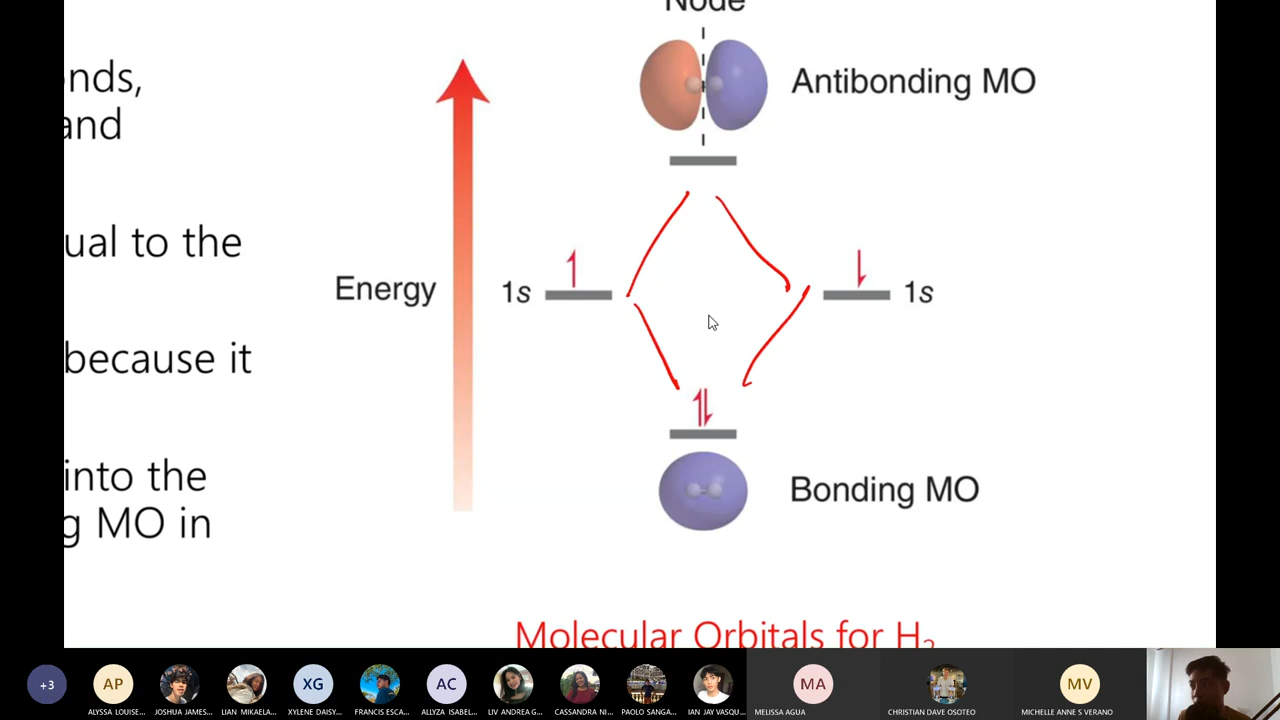 Node
onds,
and
Antibonding MO
ual to the
Energy
1s
1s
because it
into the
g MO in
Bonding MO
Molecular Orbitals for H2
+3
AP
XG
AC
MA
MV
ALYSSA LOUISE...
JOSHUA JAMES...
LIAN MIKAELA...
XYLENE DAISY...
FRANCIS ESCA...
ALLYZA ISABEL...
LIV ANDREA G...
CASSANDRA NI...
PAOLO SANGA...
IAN JAY VASQU...
MELISSA AGUA
CHRISTIAN DAVE OSOTEO
MICHELLE ANNE S VERANO